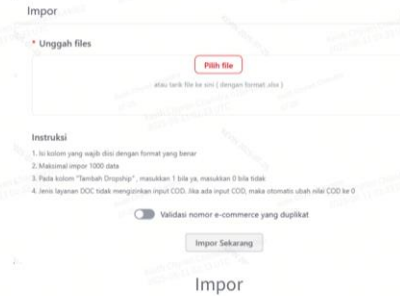 Impor
* Unggah files
Pilih file
atau tarik file ke sini ( dengan format .xlsx )
Instruksi
1. Isi kolom yang wajib diisi dengan format yang benar
2. Maksimal impor 1000 data
3. Pada kolom "Tambah Dropship", masukkan 1 bila ya, masukkan 0 bila tidak
4. Jenis layanan DOC tidak mengizinkan input COD. Jika ada input COD, maka otomatis ubah nilai COD ke 0
Validasi nomor e-commerce yang duplikat
Impor Sekarang
Impor